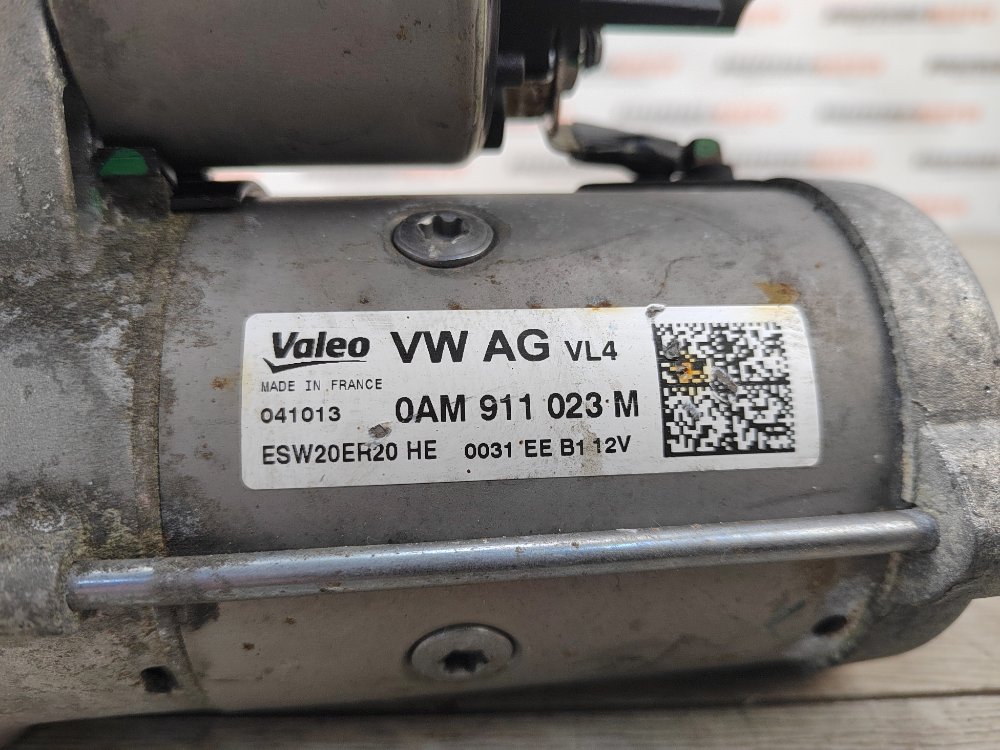 Valeo VW AG VL4
MADE IN FRANCE
041013 0AM 911 023 M
ESW20ER20 HE 0031 EE B1 12V